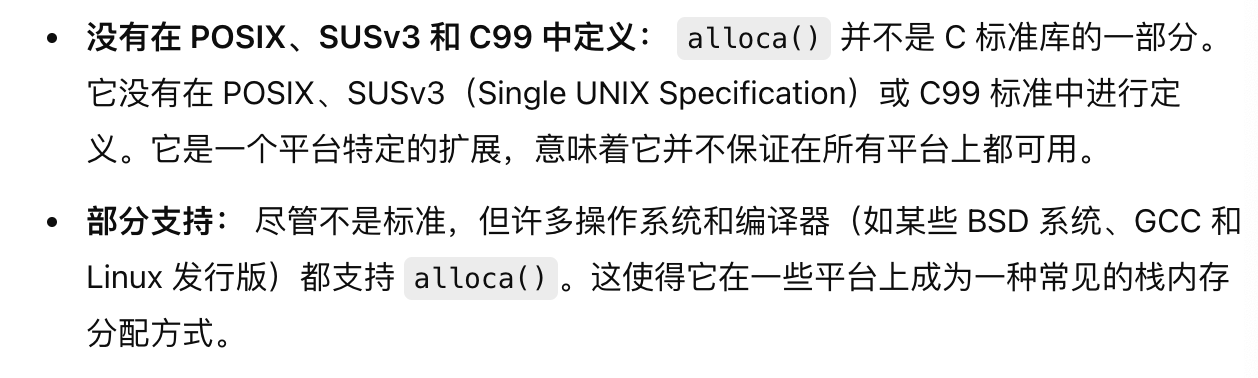 • 没有在 POSIX、SUSv3 和 C99 中定义： alloca() 并不是 C 标准库的一部分。
它没有在 POSIX、SUSv3（Single UNIX Specification）或 C99 标准中进行定
义。它是一个平台特定的扩展，意味着它并不保证在所有平台上都可用。
• 部分支持： 尽管不是标准，但许多操作系统和编译器（如某些 BSD 系统、GCC 和
Linux 发行版）都支持 alloca()。这使得它在一些平台上成为一种常见的栈内存
分配方式。